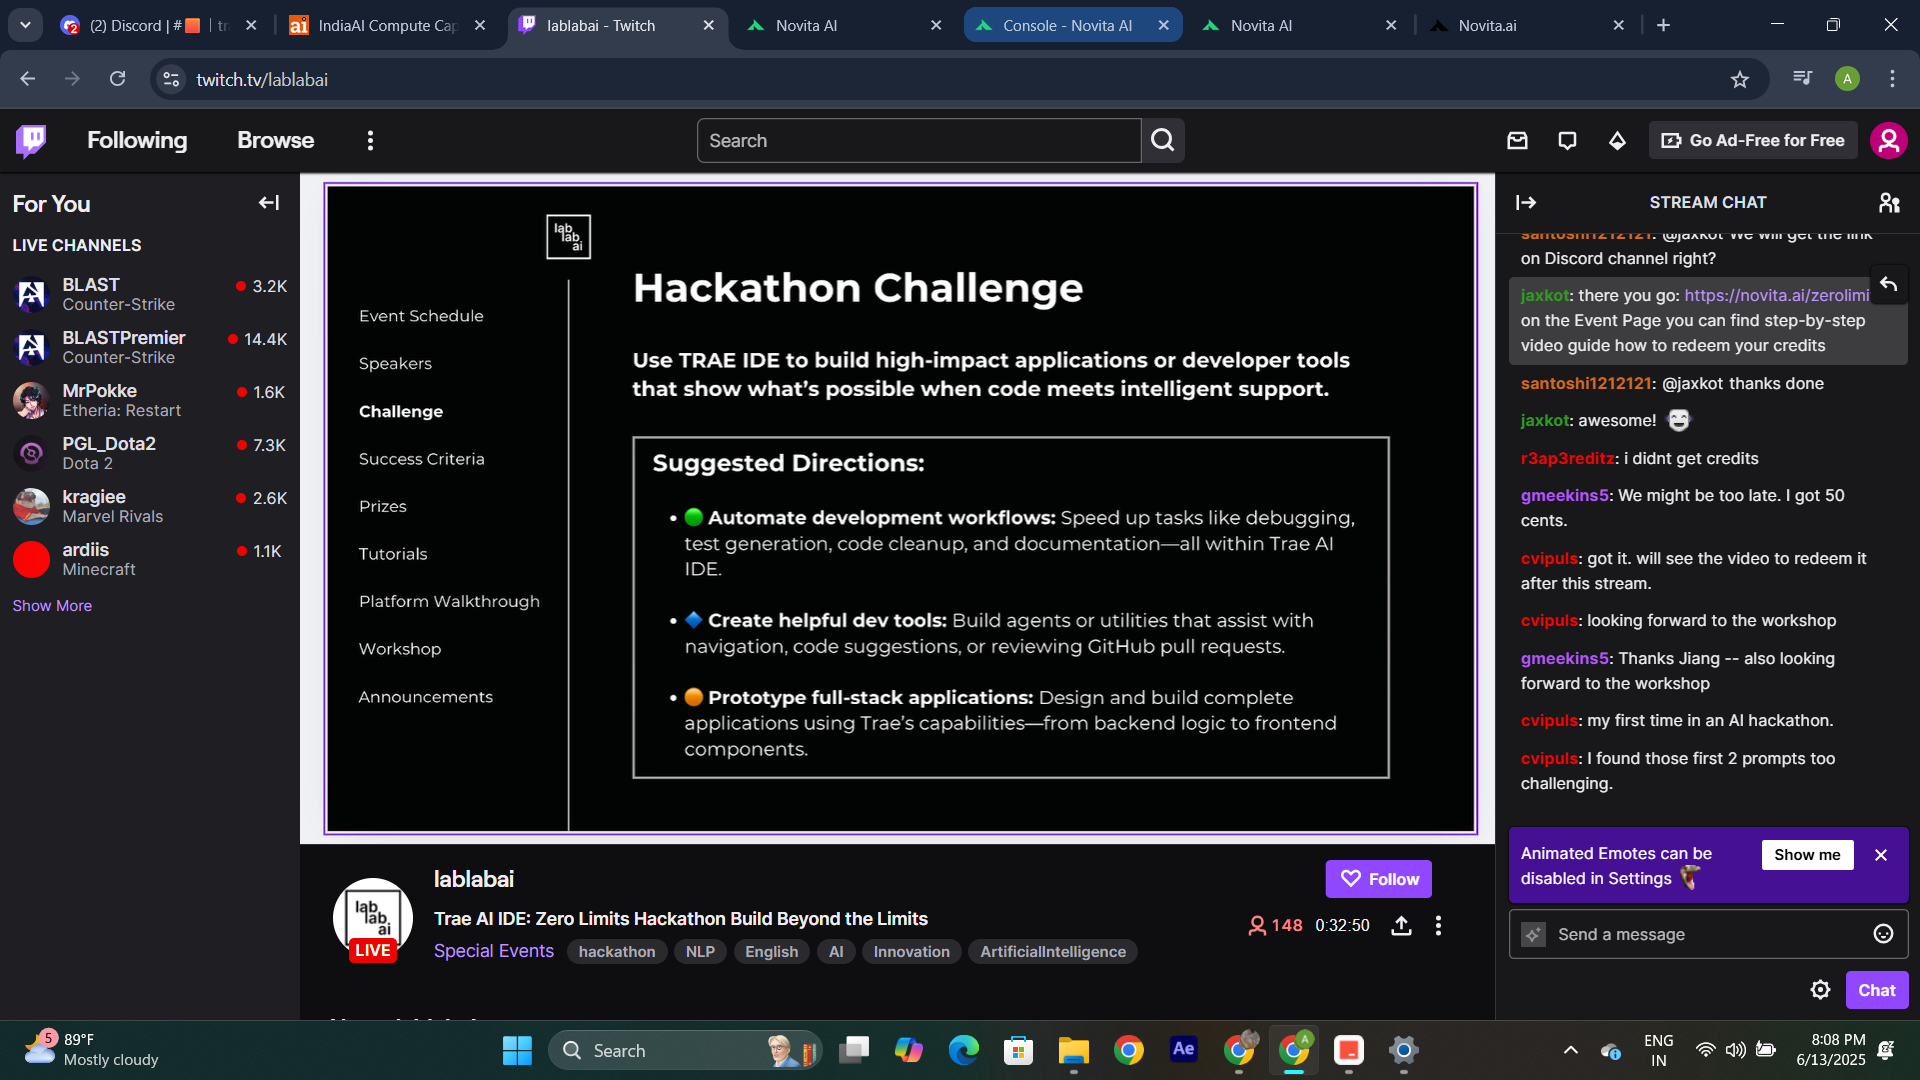 (2) Discord | # | tr
IndiaAI Compute Cap
lablabai - Twitch
Novita AI
Console - Novita AI
Novita AI
Novita.ai
twitch.tv/lablabai
A
Following
Browse
Search
Go Ad-Free for Free
For You
LIVE CHANNELS
BLAST
3.2K
Counter-Strike
BLASTPremier
14.4K
Counter-Strike
MrPokke
1.6K
Etheria: Restart
PGL_Dota2
7.3K
Dota 2
kragiee
2.6K
Marvel Rivals
ardiis
1.1K
Minecraft
Show More
lab
lab
ai
Event Schedule
Speakers
Challenge
Success Criteria
Prizes
Tutorials
Platform Walkthrough
Workshop
Announcements
Hackathon Challenge
Use TRAE IDE to build high-impact applications or developer tools
that show what's possible when code meets intelligent support.
Suggested Directions:
• Automate development workflows: Speed up tasks like debugging,
test generation, code cleanup, and documentation—all within Trae AI
IDE.
• Create helpful dev tools: Build agents or utilities that assist with
navigation, code suggestions, or reviewing GitHub pull requests.
• Prototype full-stack applications: Design and build complete
applications using Trae's capabilities—from backend logic to frontend
components.
lab
lab
.ai
LIVE
lablabai
Follow
Trae AI IDE: Zero Limits Hackathon Build Beyond the Limits
148
0:32:50
Special Events
hackathon
NLP
English
AI
Innovation
ArtificialIntelligence
STREAM CHAT
santoshi1212121: @jaxkot We will get the link
on Discord channel right?
jaxkot: there you go: https://novita.ai/zerolimi
on the Event Page you can find step-by-step
video guide how to redeem your credits
santoshi1212121: @jaxkot thanks done
jaxkot: awesome!
r3ap3reditz: i didnt get credits
gmeekins5: We might be too late. I got 50
cents.
cvipuls: got it. will see the video to redeem it
after this stream.
cvipuls: looking forward to the workshop
gmeekins5: Thanks Jiang -- also looking
forward to the workshop
cvipuls: my first time in an AI hackathon.
cvipuls: I found those first 2 prompts too
challenging.
Animated Emotes can be
disabled in Settings
Show me
Send a message
Chat
5
89°F
Mostly cloudy
Search
Ae
A
ENG
IN
8:08 PM
6/13/2025